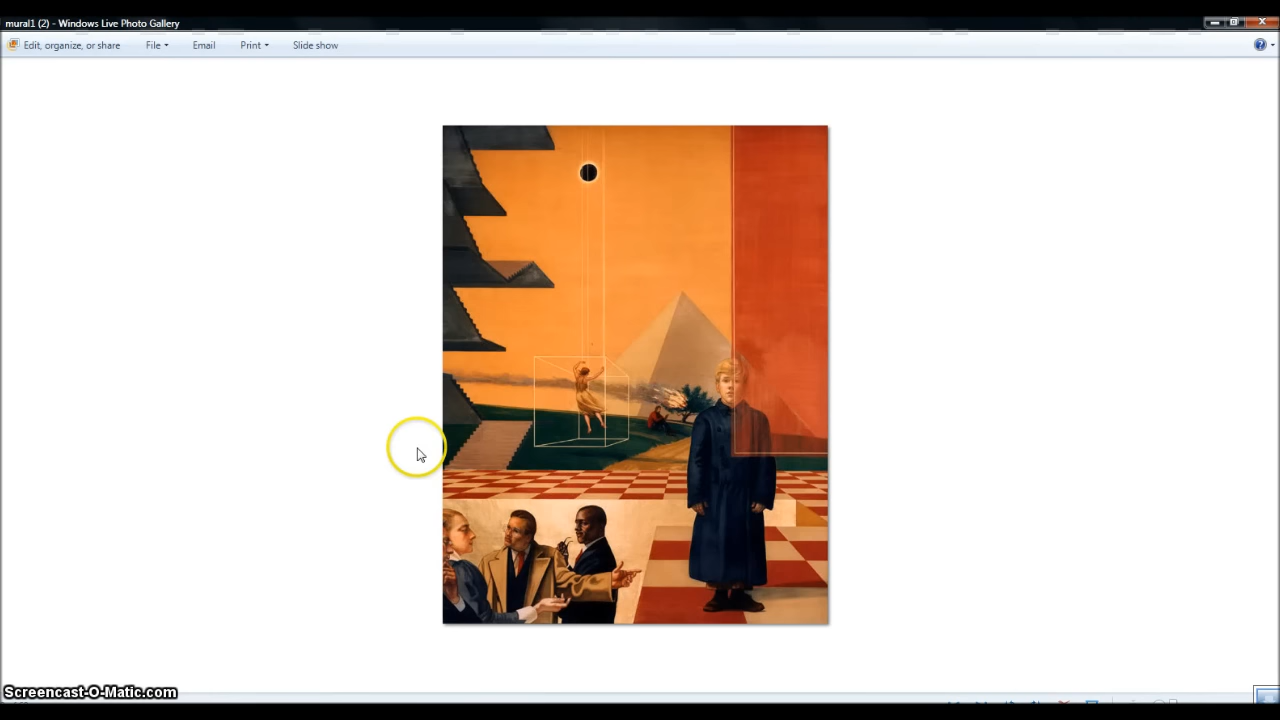 mural1 (2) - Windows Live Photo Gallery
Edit, organize, or share File Email Print Slide show
Screencast-O-Matic.com